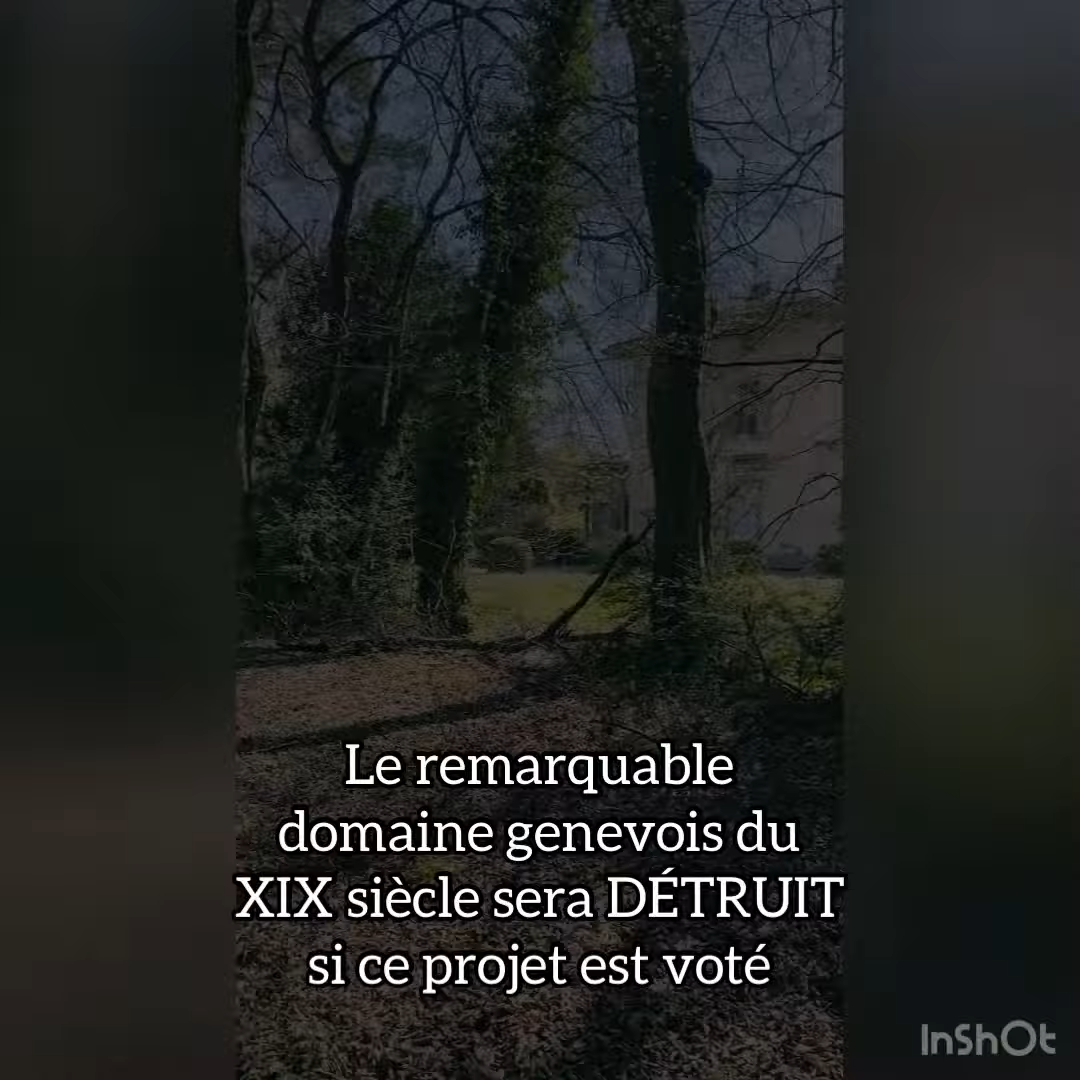 Le remarquable
domaine genevois du
XIX siècle sera DÉTRUIT
si ce projet est voté
InShOt